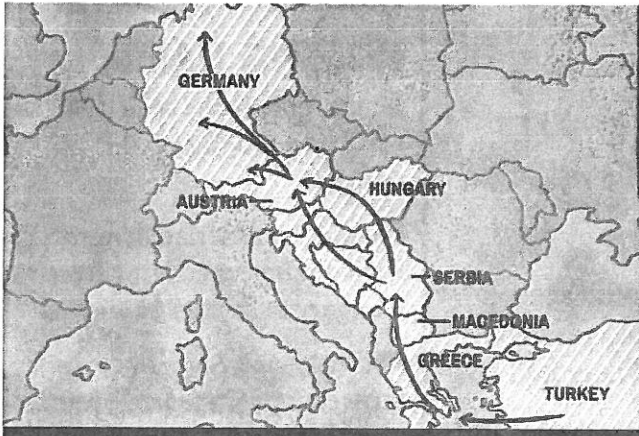 GERMANY
HUNGARY
AUSTRIA
SERBIA
MACEDONIA
GREECE
TURKEY